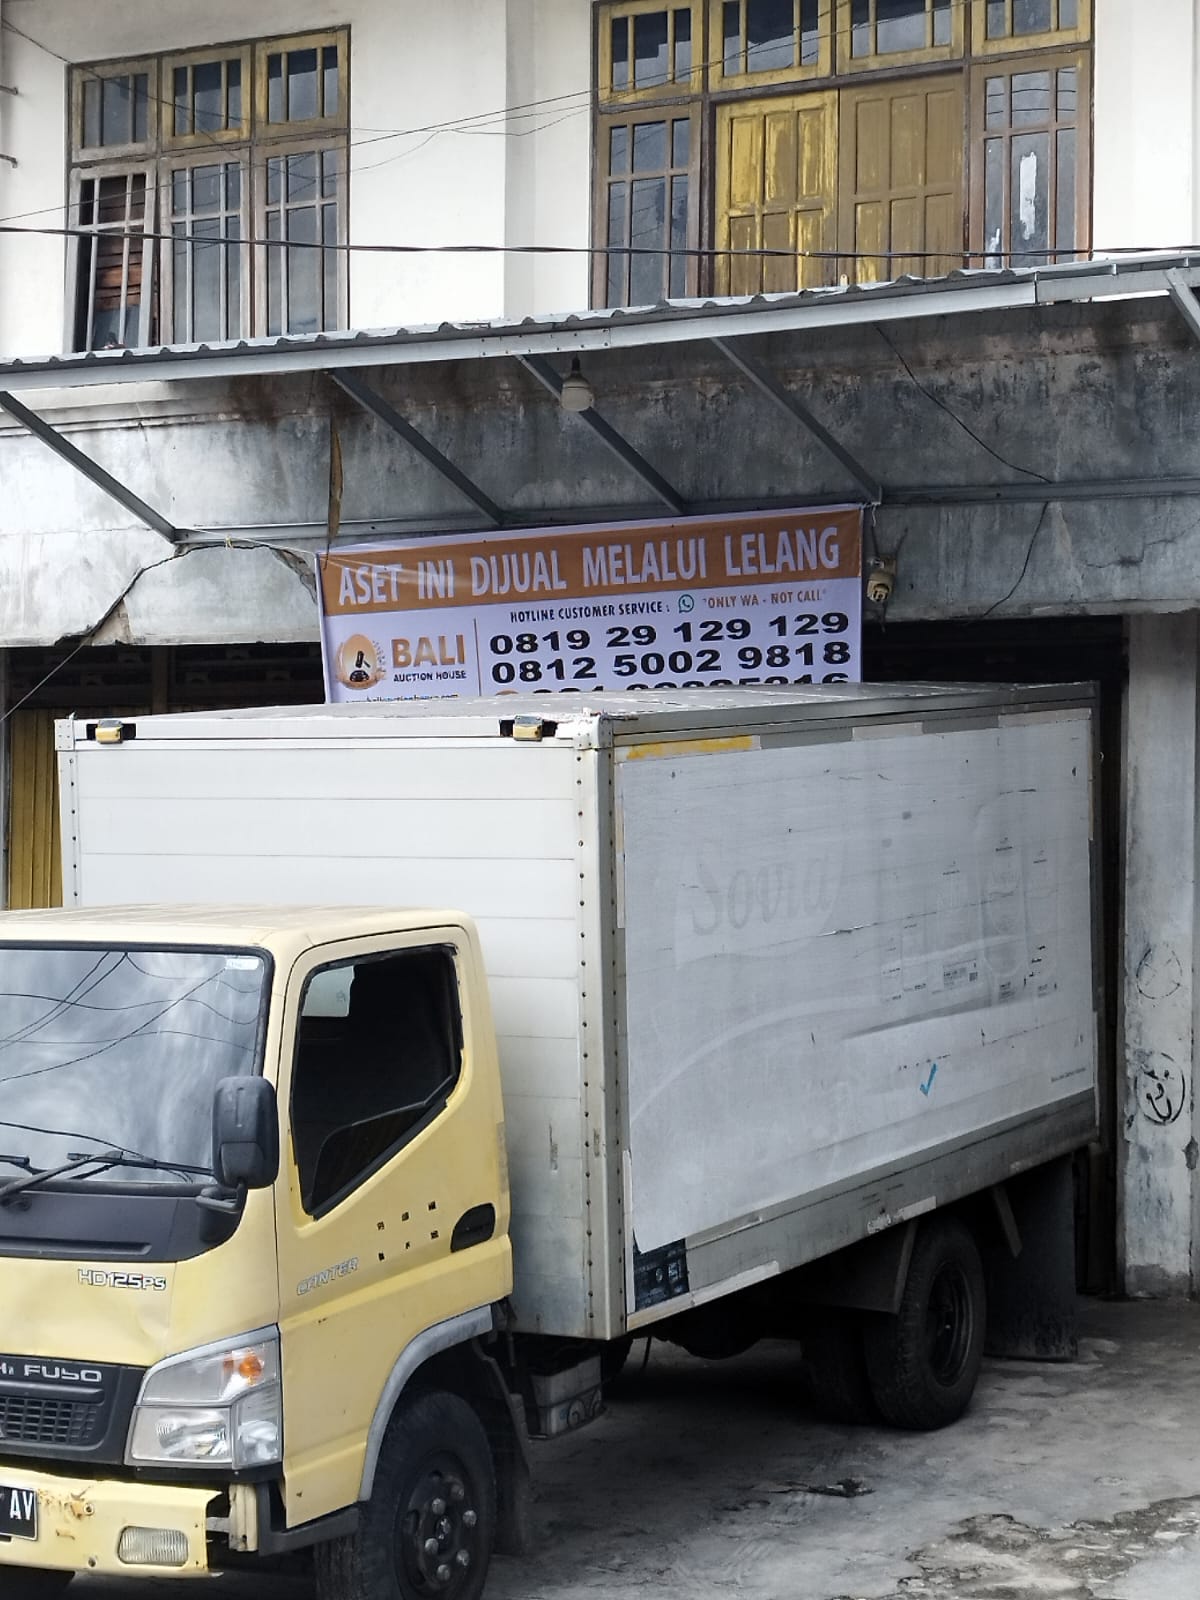 ASET INI DIJUAL MELALUI LELANG
HOTLINE CUSTOMER SERVICE : "ONLY WA - NOT CALL"
BALI
AUCTION HOUSE
0819 29 129 129
0812 5002 9818
Sovia
HD125PS
CANTER
FUSO
AV